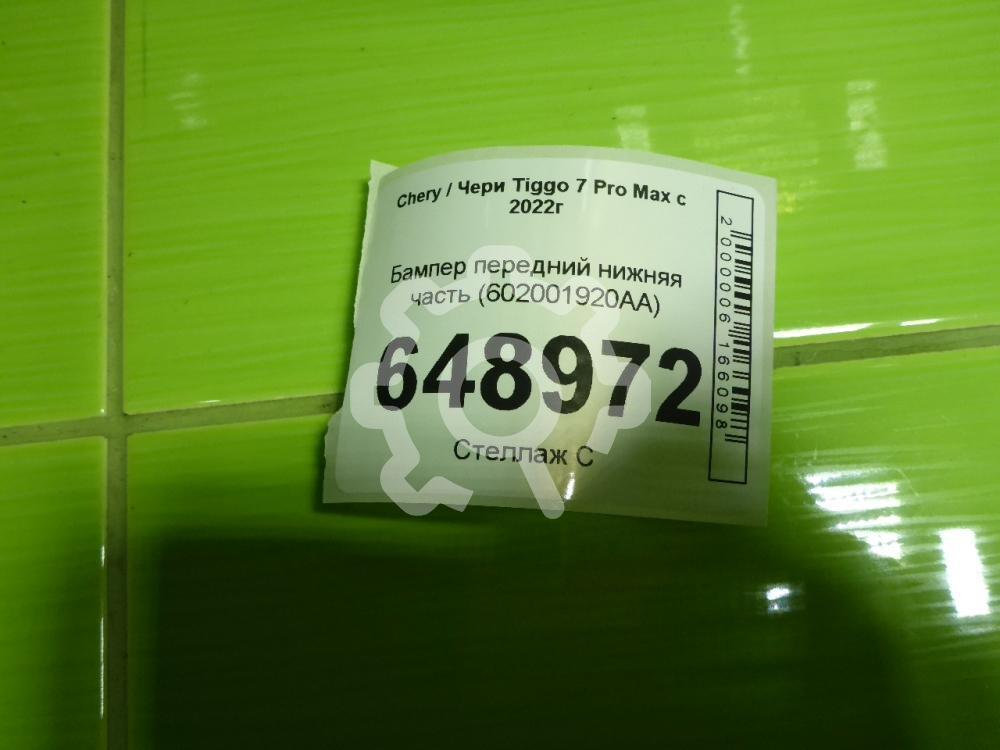 Chery / Чери Tiggo 7 Pro Max с
2022г
Бампер передний нижняя
часть (602001920AA)
648972
Стеллаж С
2000006166098